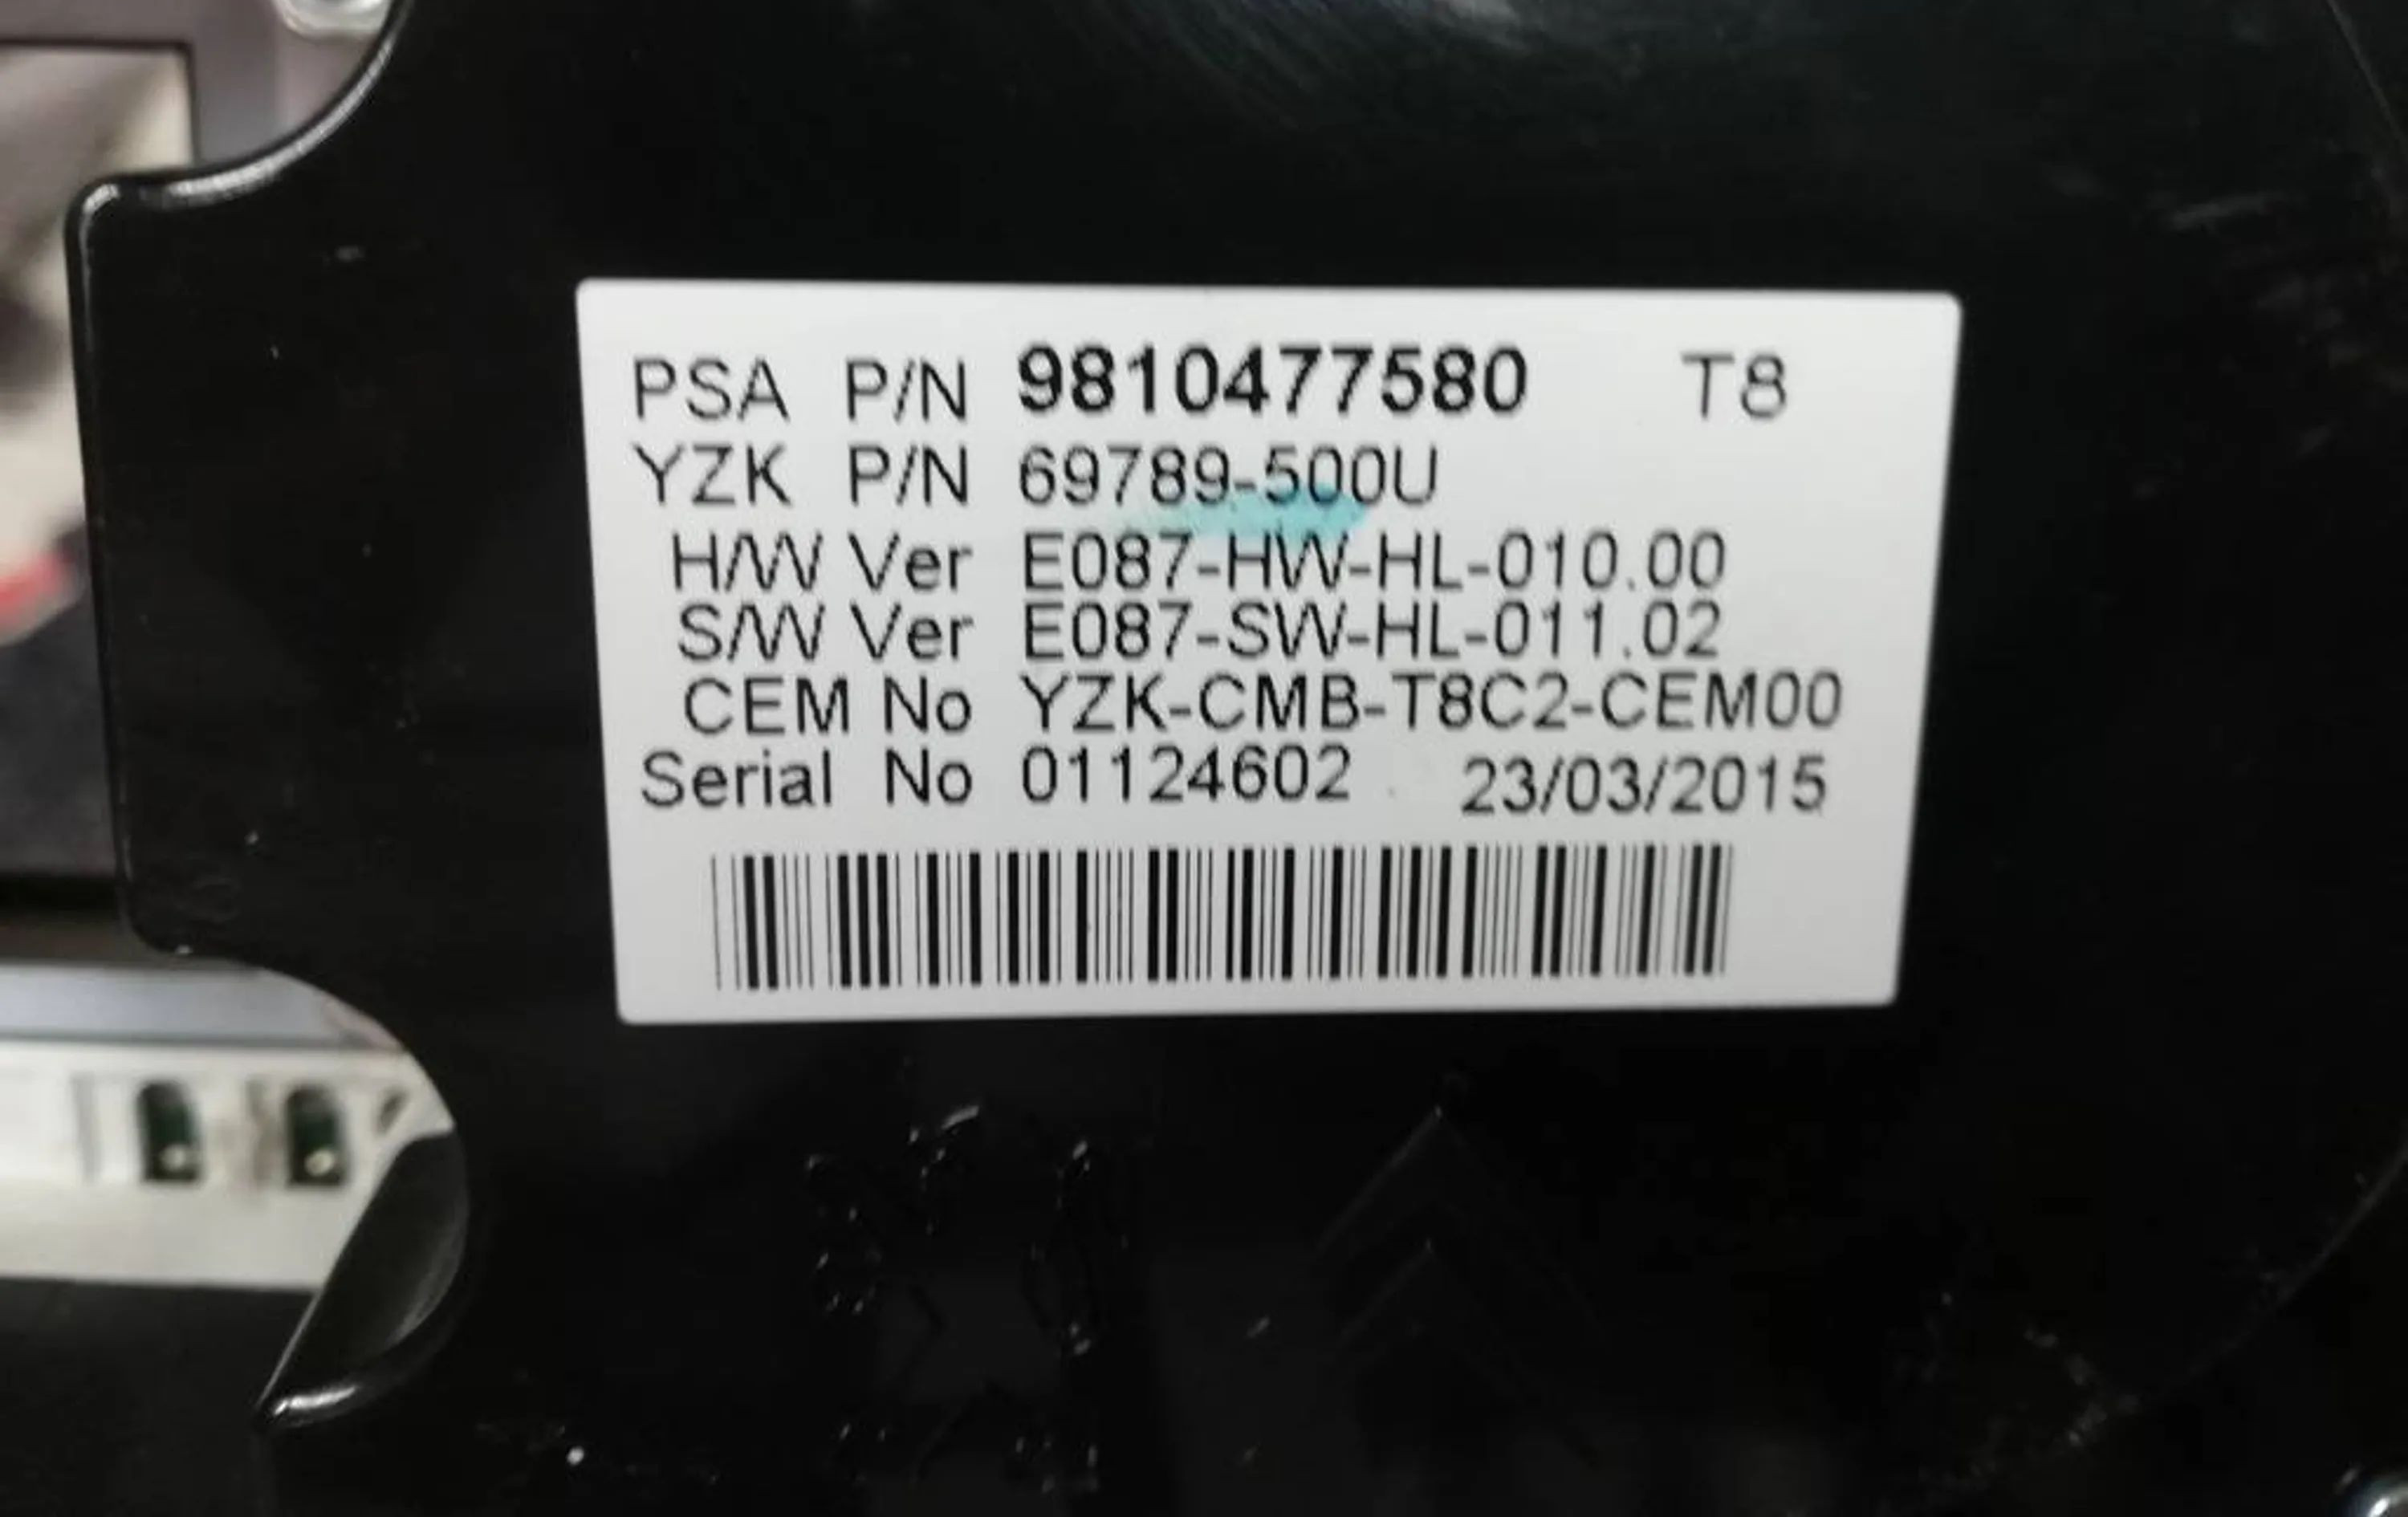 PSA P/N 9810477580 T8
YZK P/N 69789-500U
H/W Ver E087-HW-HL-010.00
S/W Ver E087-SW-HL-011.02
CEM No YZK-CMB-T8C2-CEM00
Serial No 01124602 23/03/2015